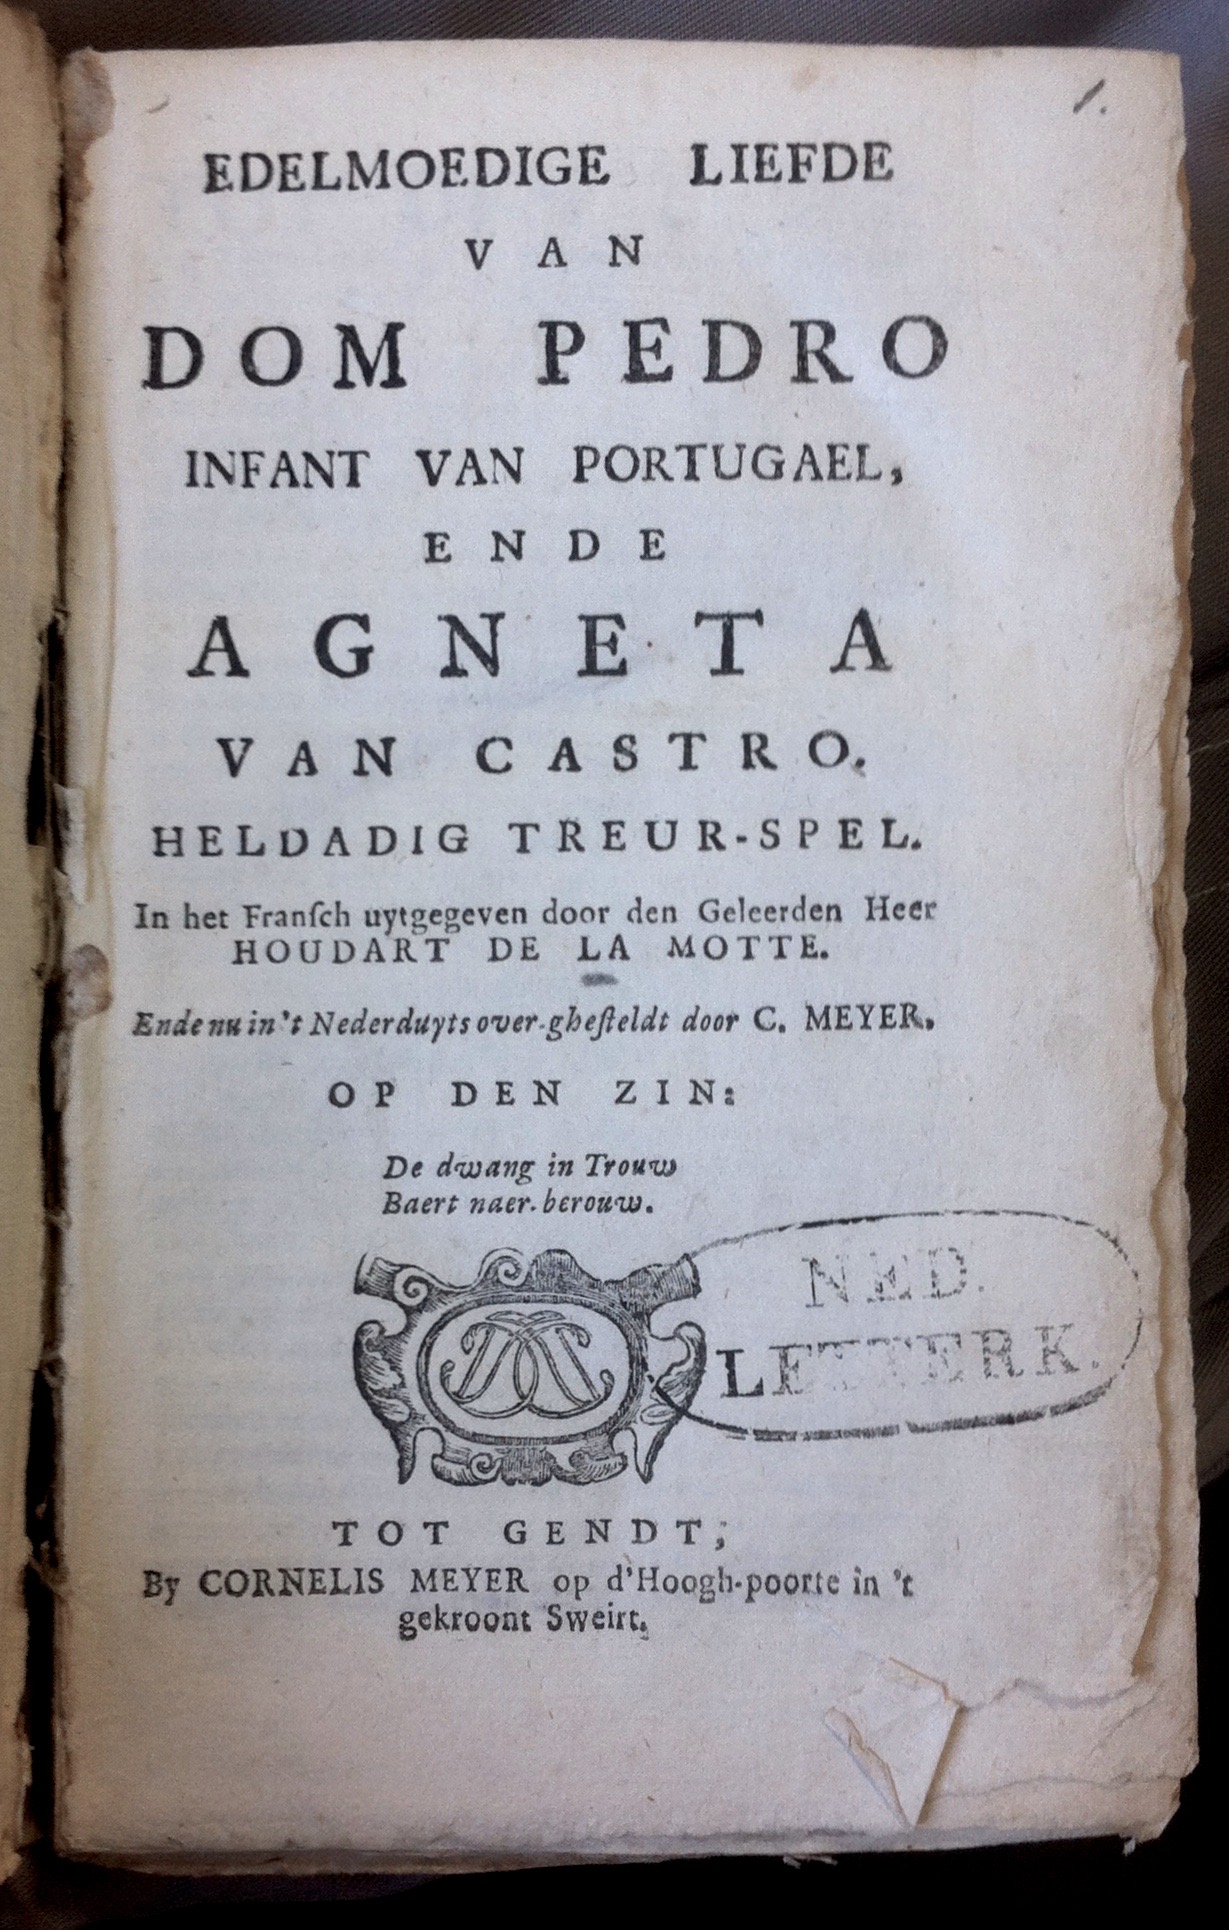 1.
EDELMOEDIGE LIEFDE
VAN
DOM PEDRO
INFANT VAN PORTUGAEL,
ENDE
AGNETA
VAN CASTRO.
HELDADIG TREUR-SPEL.
In het Franſch uytgegeven door den Geleerden Heer
HOUDART DE LA MOTTE.
Ende nu in't Nederduyts over-gheſteldt door C. MEYER.
OP DEN ZIN:
De dwang in Trouw
Baert naer-berouw.
NED.
LETTERK.
TOT GENDT,
By CORNELIS MEYER op d'Hoogh-poorte in 't
gekroont Sweirt.